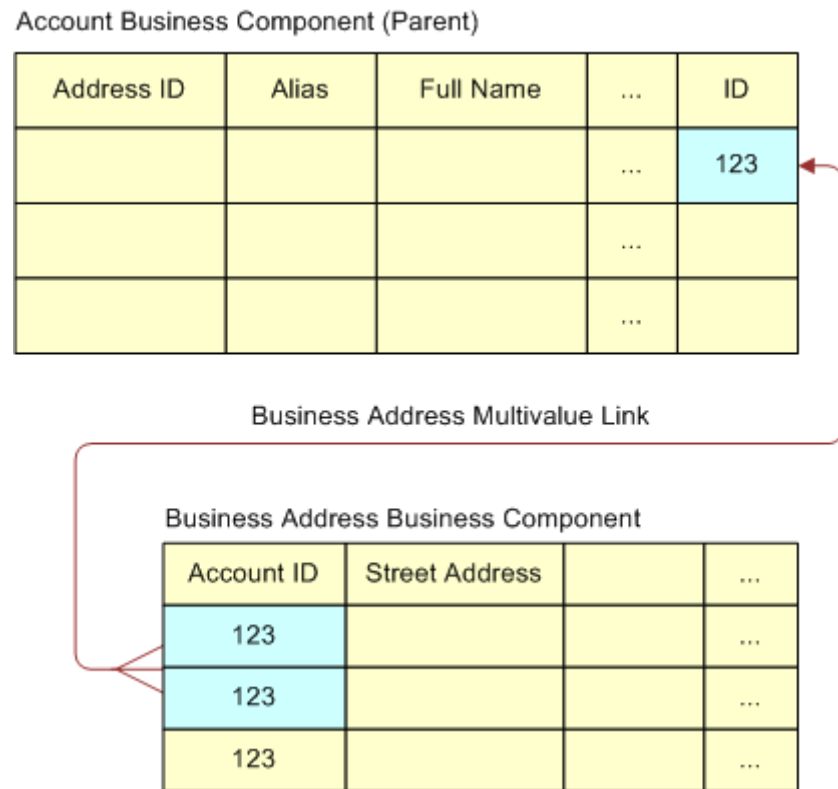 Account Business Component (Parent)
Address ID Alias Full Name ... ID
... 123
...
...
Business Address Multivalue Link
Business Address Business Component
Account ID Street Address ...
123 ...
123 ...
123 ...